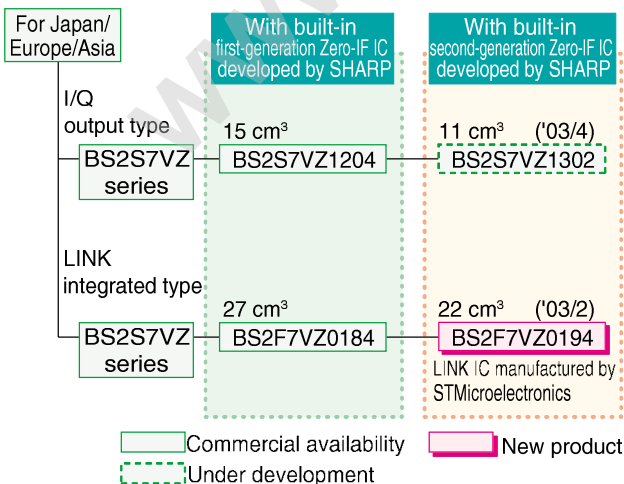 For Japan/
Europe/Asia
With built-in
first-generation Zero-IF IC
developed by SHARP
With built-in
second-generation Zero-IF IC
developed by SHARP
I/Q
output type
15 cm³
11 cm³ ('03/4)
BS2S7VZ
series
BS2S7VZ1204
BS2S7VZ1302
LINK
integrated type
27 cm³
22 cm³ ('03/2)
BS2S7VZ
series
BS2F7VZ0184
BS2F7VZ0194
LINK IC manufactured by
STMicroelectronics
Commercial availability
New product
Under development